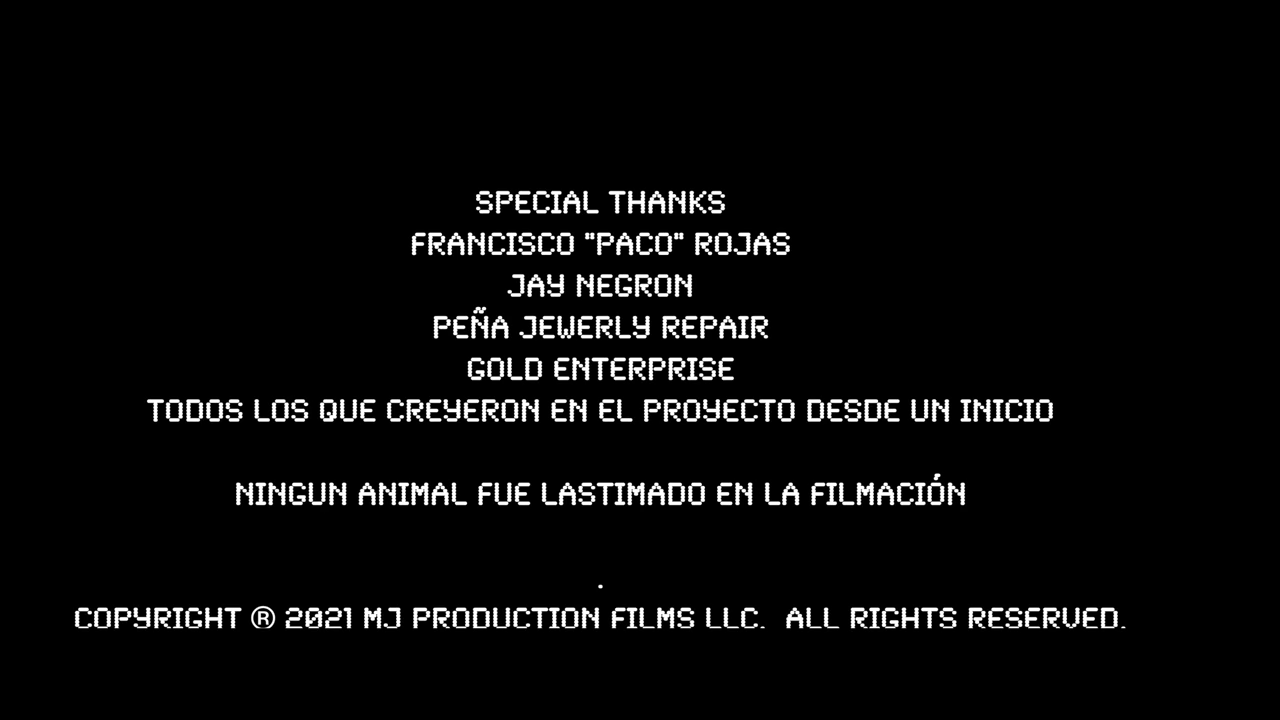 SPECIAL THANKS
FRANCISCO "PACO" ROJAS
JAY NEGRON
PEÑA JEWERLY REPAIR
GOLD ENTERPRISE
TODOS LOS QUE CREYERON EN EL PROYECTO DESDE UN INICIO
NINGUN ANIMAL FUE LASTIMADO EN LA FILMACIÓN
.
COPYRIGHT ® 2021 MJ PRODUCTION FILMS LLC. ALL RIGHTS RESERVED.